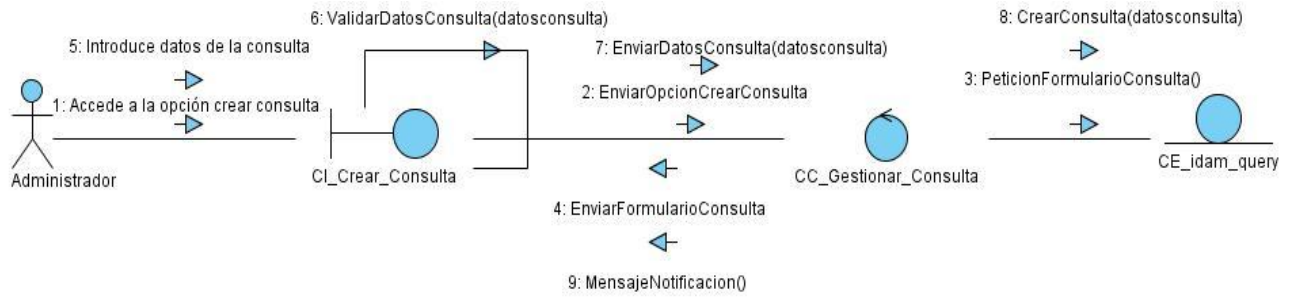 6: ValidarDatosConsulta(datosconsulta)
8: CrearConsulta(datosconsulta)
5: Introduce datos de la consulta
7: EnviarDatosConsulta(datosconsulta)
3: PeticionFormularioConsulta()
2: EnviarOpcionCrearConsulta
1: Accede a la opción crear consulta
Administrador
CI_Crear_Consulta
CC_Gestionar_Consulta
CE_idam_query
4: EnviarFormularioConsulta
9: MensajeNotificacion()